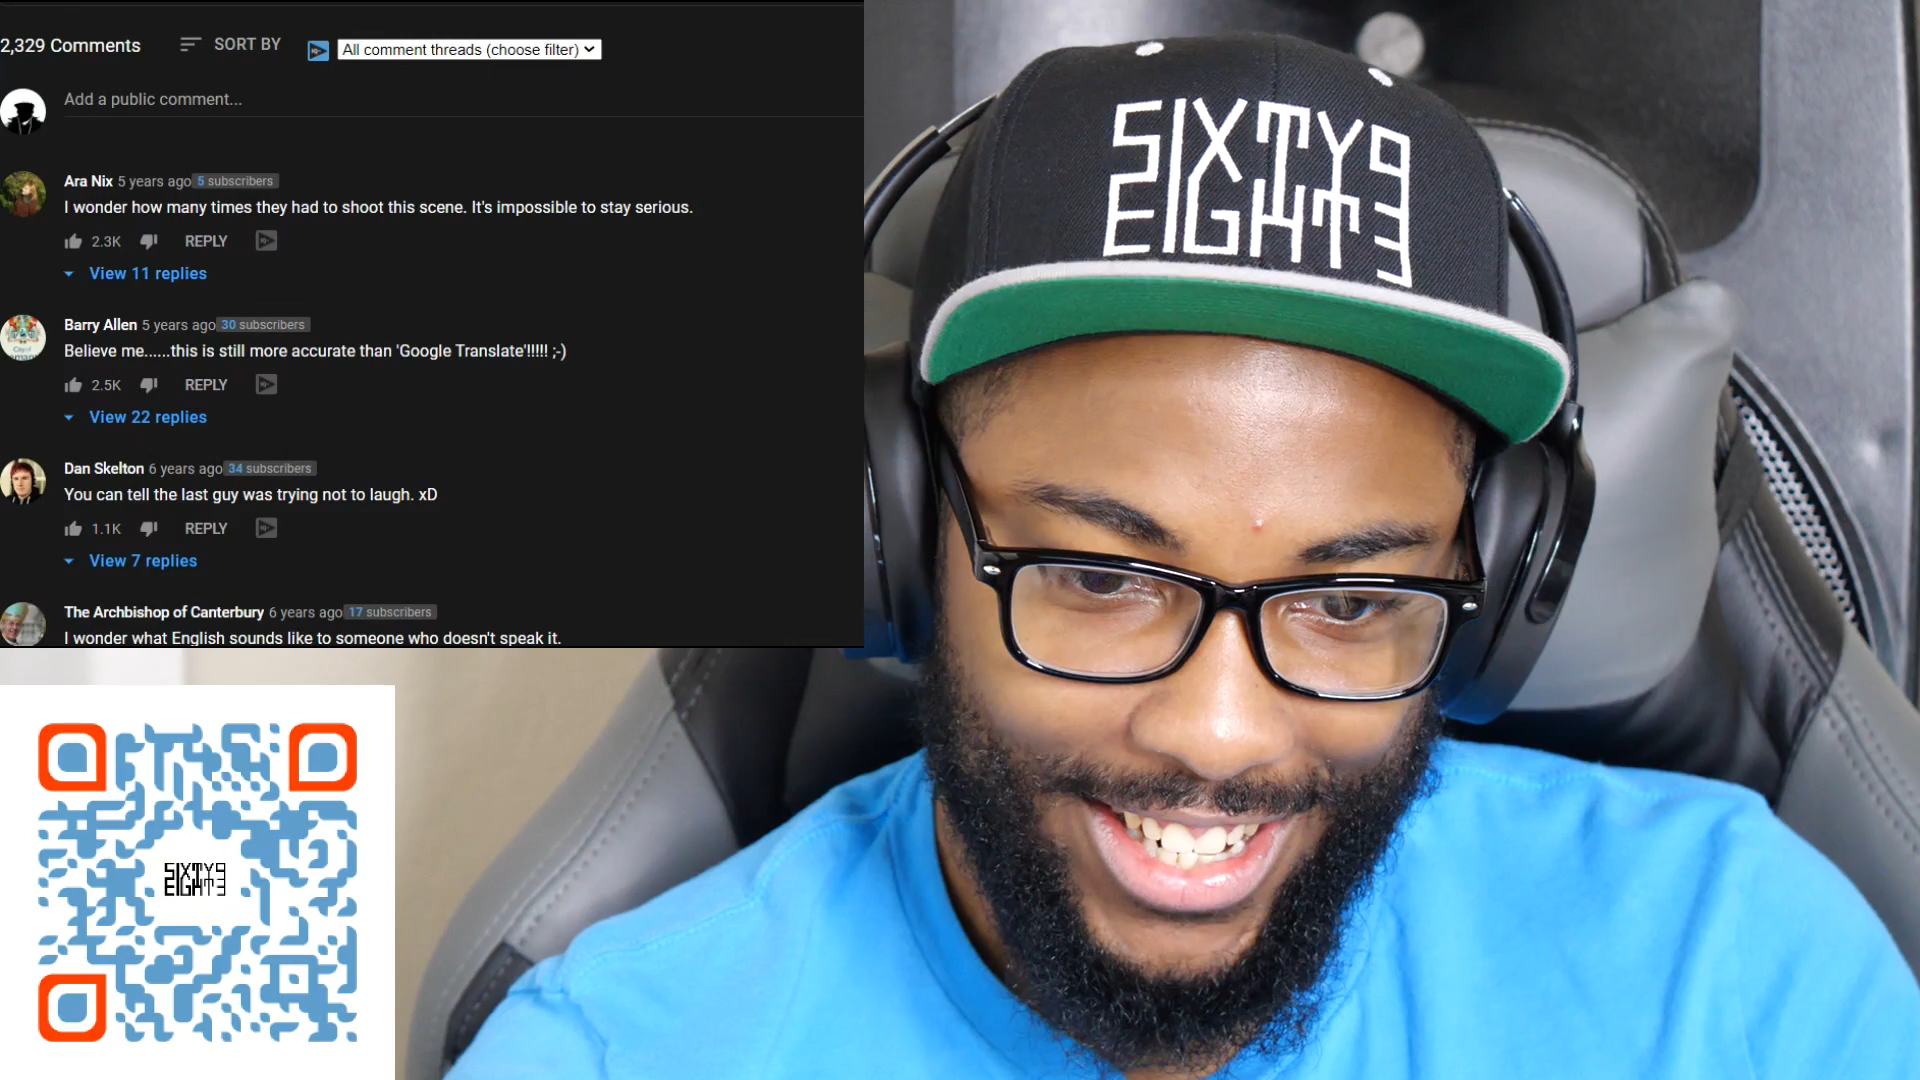 2,329 Comments
SORT BY
All comment threads (choose filter)
Add a public comment...
Ara Nix 5 years ago 5 subscribers
I wonder how many times they had to shoot this scene. It's impossible to stay serious.
2.3K REPLY
View 11 replies
Barry Allen 5 years ago 30 subscribers
Believe me......this is still more accurate than 'Google Translate'!!!!! ;-)
2.5K REPLY
View 22 replies
Dan Skelton 6 years ago 34 subscribers
You can tell the last guy was trying not to laugh. xD
1.1K REPLY
View 7 replies
The Archbishop of Canterbury 6 years ago 17 subscribers
I wonder what English sounds like to someone who doesn't speak it.
SIXTY9
EIGHT3
SIXTY9
EIGHT3